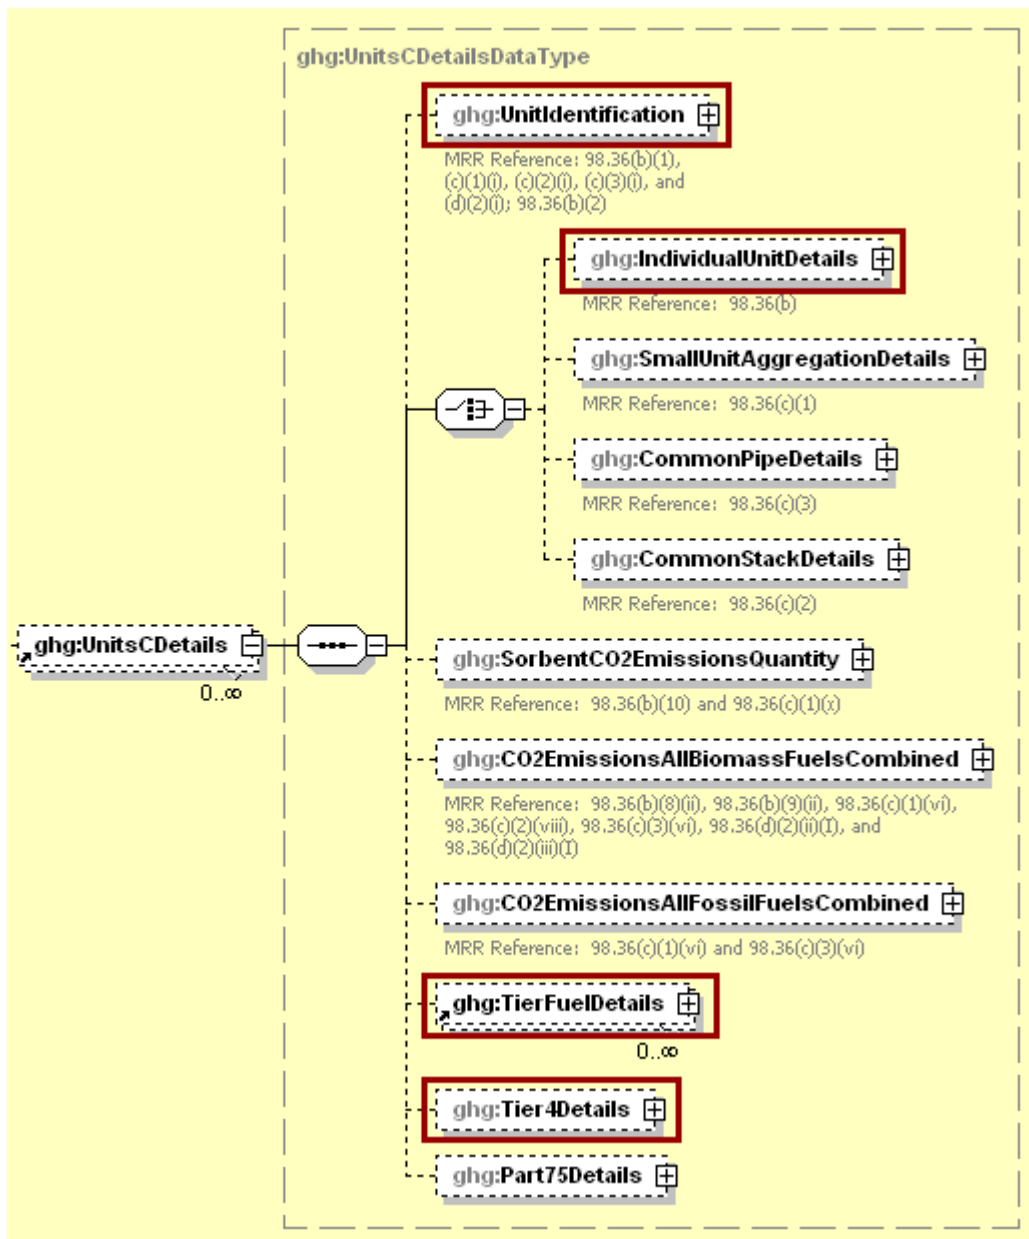 ghg:UnitsCDetailsDataType
ghg:UnitIdentification
MRR Reference: 98.36(b)(1),
(c)(1)(i), (c)(2)(i), (c)(3)(i), and
(d)(2)(i); 98.36(b)(2)
ghg:IndividualUnitDetails
MRR Reference: 98.36(b)
ghg:SmallUnitAggregationDetails
MRR Reference: 98.36(c)(1)
ghg:CommonPipeDetails
MRR Reference: 98.36(c)(3)
ghg:CommonStackDetails
MRR Reference: 98.36(c)(2)
ghg:UnitsCDetails
0..∞
ghg:SorbentCO2EmissionsQuantity
MRR Reference: 98.36(b)(10) and 98.36(c)(1)(x)
ghg:CO2EmissionsAllBiomassFuelsCombined
MRR Reference: 98.36(b)(8)(ii), 98.36(b)(9)(ii), 98.36(c)(1)(vi),
98.36(c)(2)(viii), 98.36(c)(3)(vi), 98.36(d)(2)(ii)(I), and
98.36(d)(2)(iii)(I)
ghg:CO2EmissionsAllFossilFuelsCombined
MRR Reference: 98.36(c)(1)(vi) and 98.36(c)(3)(vi)
ghg:TierFuelDetails
0..∞
ghg:Tier4Details
ghg:Part75Details